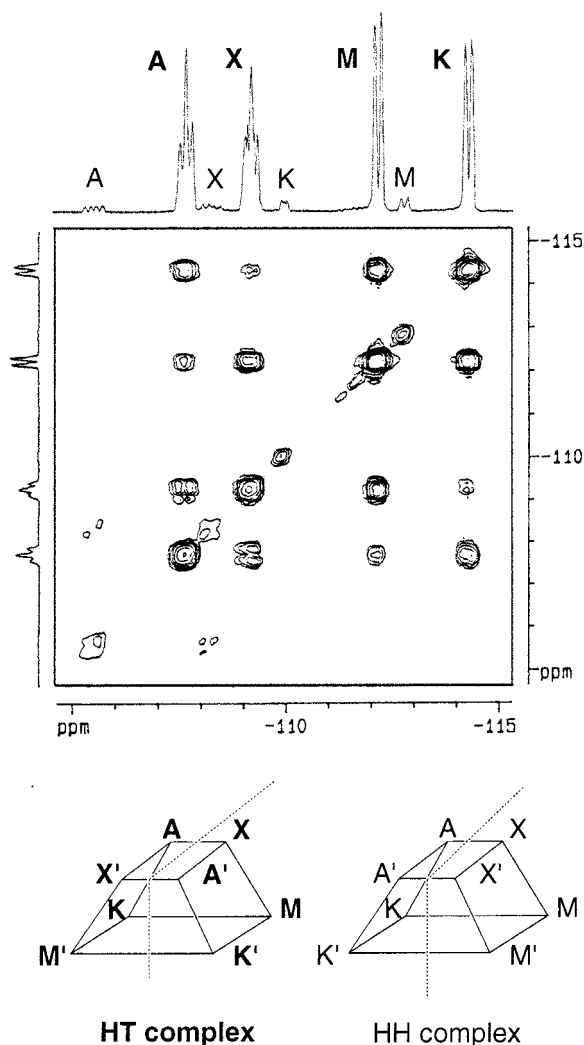 A X M K
A X K M
-115
-110
ppm
ppm -110 -115
A X A X
X' A' A' X'
K M K M
M' K' K' M'
HT complex HH complex